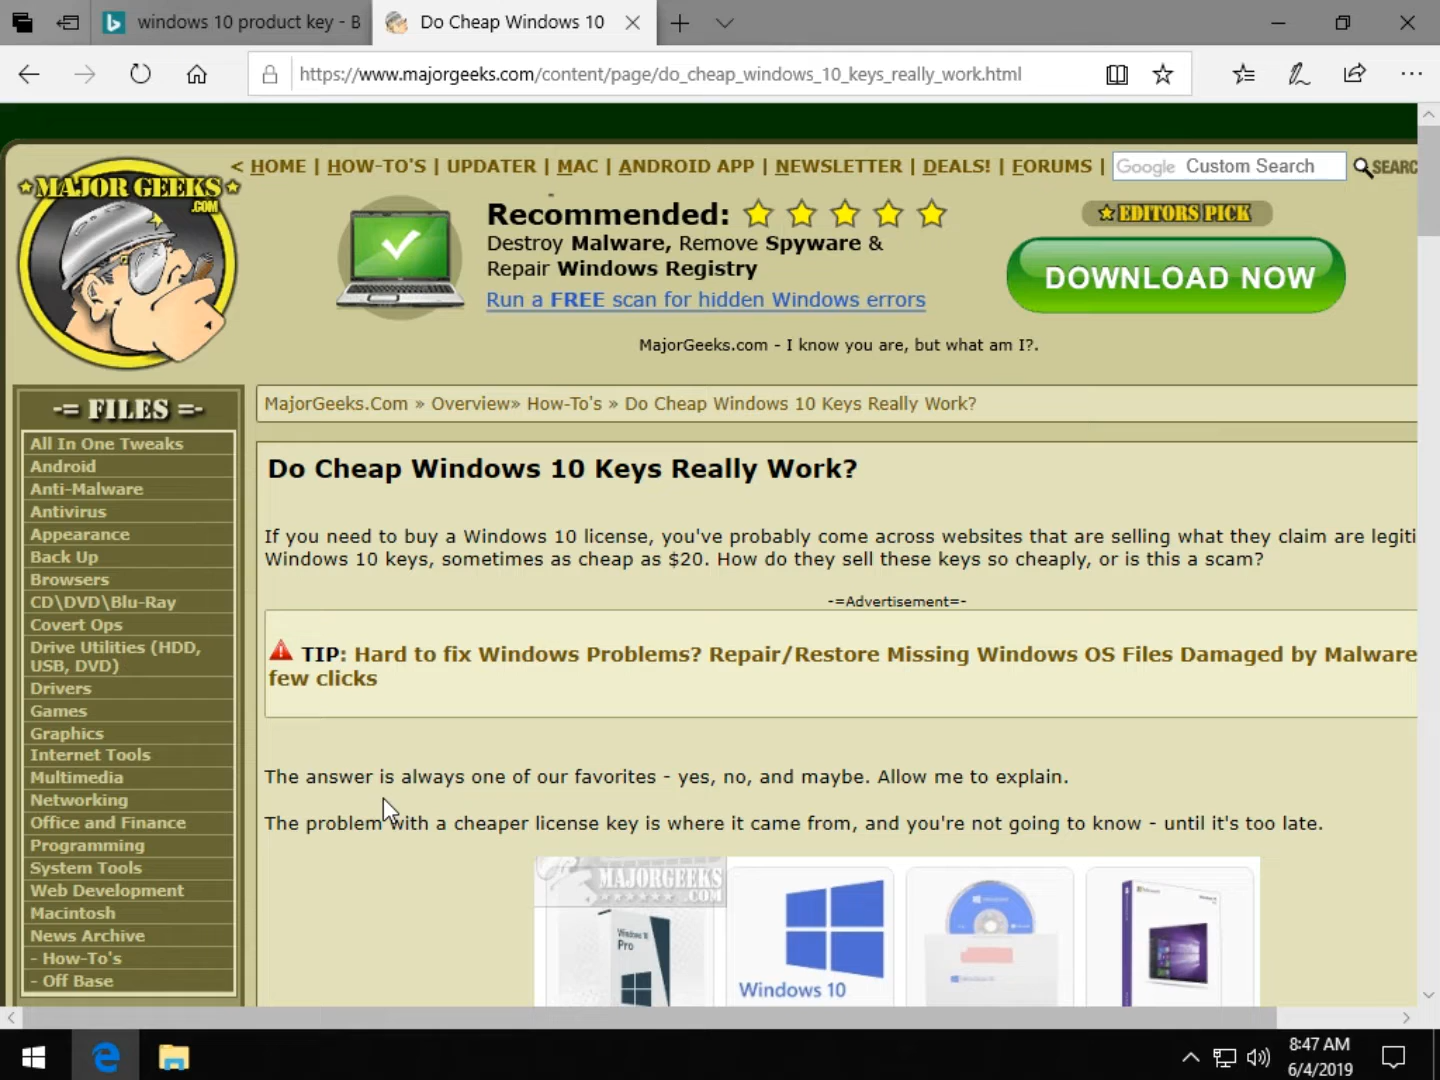 windows 10 product key - B
Do Cheap Windows 10
https://www.majorgeeks.com/content/page/do_cheap_windows_10_keys_really_work.html
MAJOR GEEKS
.COM
< HOME | HOW-TO'S | UPDATER | MAC | ANDROID APP | NEWSLETTER | DEALS! | FORUMS |
Google Custom Search
SEARC
Recommended:
Destroy Malware, Remove Spyware &
Repair Windows Registry
Run a FREE scan for hidden Windows errors
EDITORS PICK
DOWNLOAD NOW
MajorGeeks.com - I know you are, but what am I?.
-= FILES =-
All In One Tweaks
Android
Anti-Malware
Antivirus
Appearance
Back Up
Browsers
CD\DVD\Blu-Ray
Covert Ops
Drive Utilities (HDD,
USB, DVD)
Drivers
Games
Graphics
Internet Tools
Multimedia
Networking
Office and Finance
Programming
System Tools
Web Development
Macintosh
News Archive
- How-To's
- Off Base
MajorGeeks.Com » Overview» How-To's » Do Cheap Windows 10 Keys Really Work?
Do Cheap Windows 10 Keys Really Work?
If you need to buy a Windows 10 license, you've probably come across websites that are selling what they claim are legiti
Windows 10 keys, sometimes as cheap as $20. How do they sell these keys so cheaply, or is this a scam?
-=Advertisement=-
TIP: Hard to fix Windows Problems? Repair/Restore Missing Windows OS Files Damaged by Malware
few clicks
The answer is always one of our favorites - yes, no, and maybe. Allow me to explain.
The problem with a cheaper license key is where it came from, and you're not going to know - until it's too late.
MAJORGEEKS
.COM
Windows 10
Pro
Windows 10
8:47 AM
6/4/2019